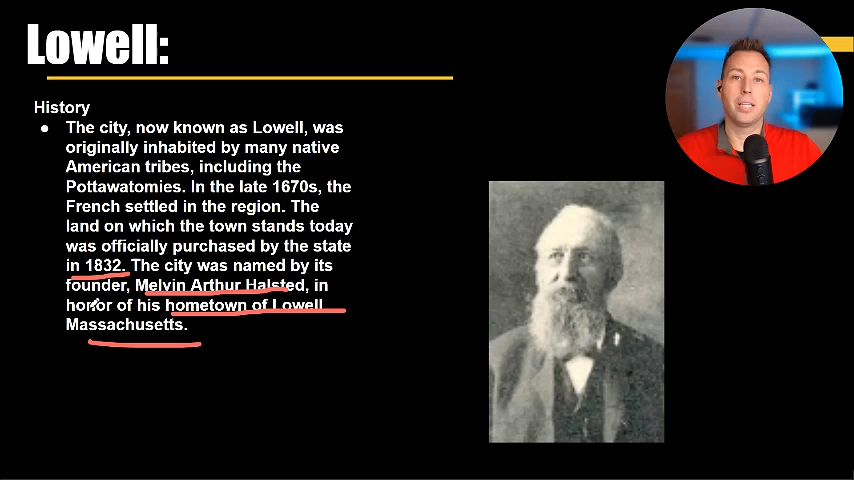 Lowell:
History
● The city, now known as Lowell, was
originally inhabited by many native
American tribes, including the
Pottawatomies. In the late 1670s, the
French settled in the region. The
land on which the town stands today
was officially purchased by the state
in 1832. The city was named by its
founder, Melvin Arthur Halsted, in
honor of his hometown of Lowell
Massachusetts.